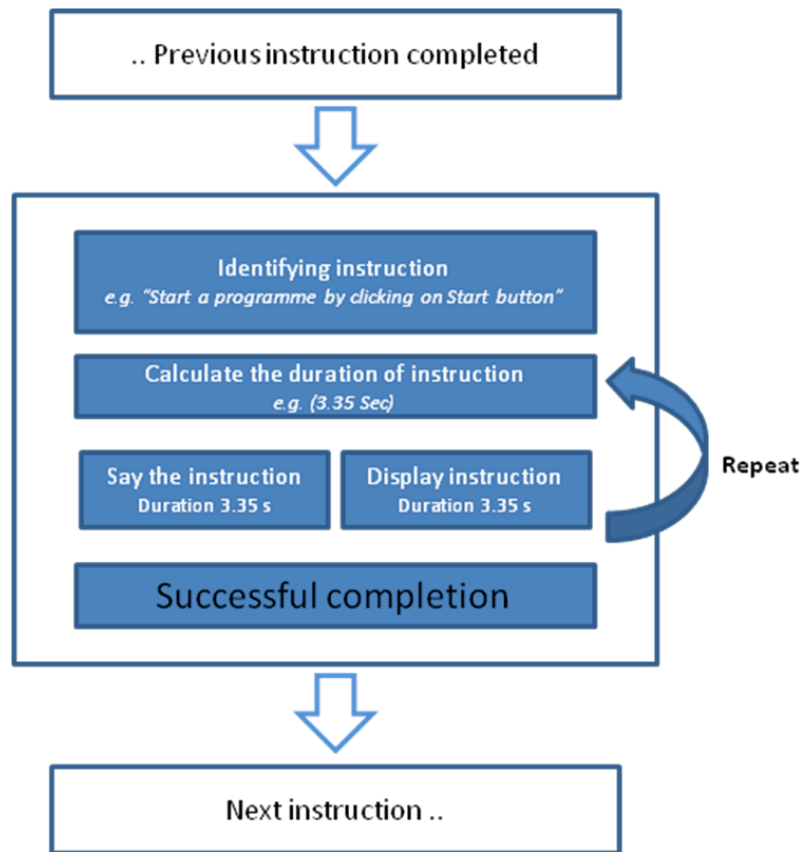 .. Previous instruction completed
Identifying instruction
e.g. “Start a programme by clicking on Start button”
Calculate the duration of instruction
e.g. (3.35 Sec)
Say the instruction
Duration 3.35 s
Display instruction
Duration 3.35 s
Repeat
Successful completion
Next instruction ..